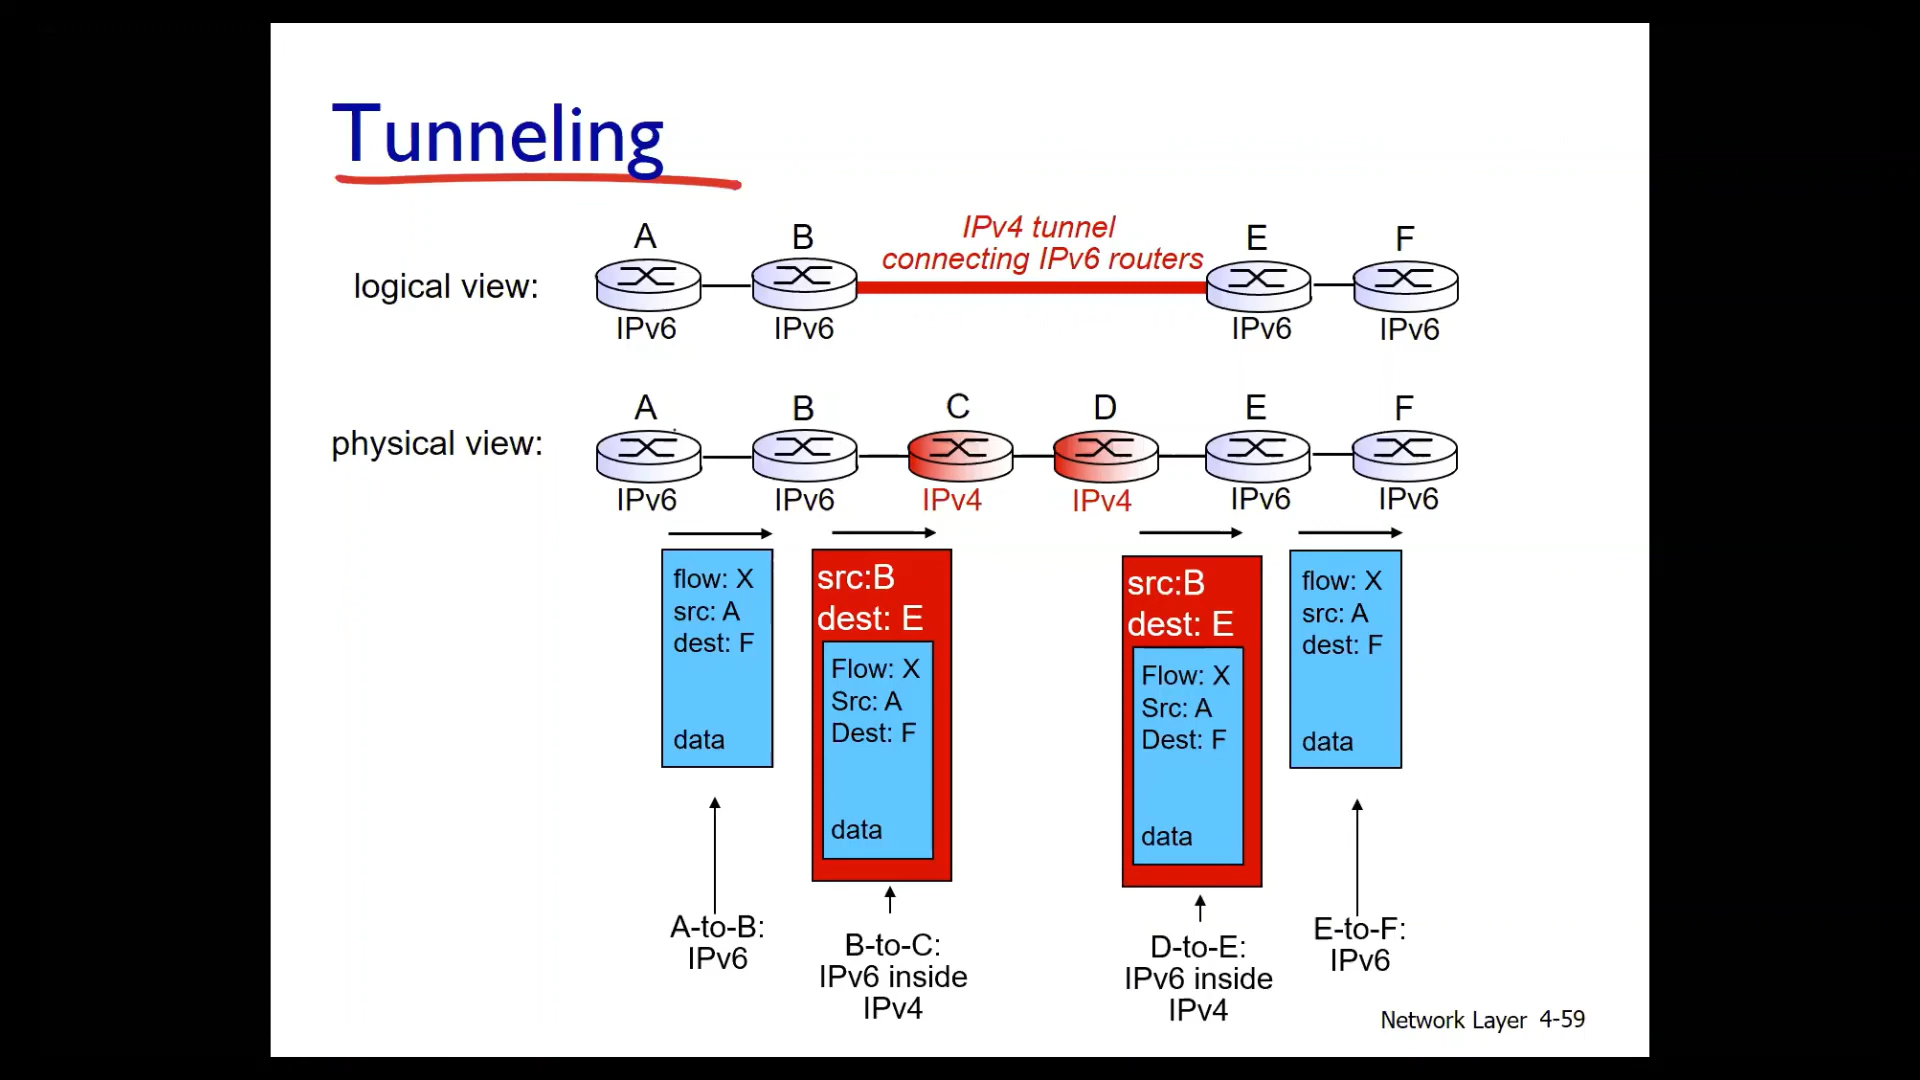 Tunneling
IPv4 tunnel
connecting IPv6 routers
A B E F
logical view:
IPv6 IPv6 IPv6 IPv6
A B C D E F
physical view:
IPv6 IPv6 IPv4 IPv4 IPv6 IPv6
flow: X
src: A
dest: F
data
src:B
dest: E
Flow: X
Src: A
Dest: F
data
src:B
dest: E
Flow: X
Src: A
Dest: F
data
flow: X
src: A
dest: F
data
A-to-B:
IPv6
B-to-C:
IPv6 inside
IPv4
D-to-E:
IPv6 inside
IPv4
E-to-F:
IPv6
Network Layer 4-59